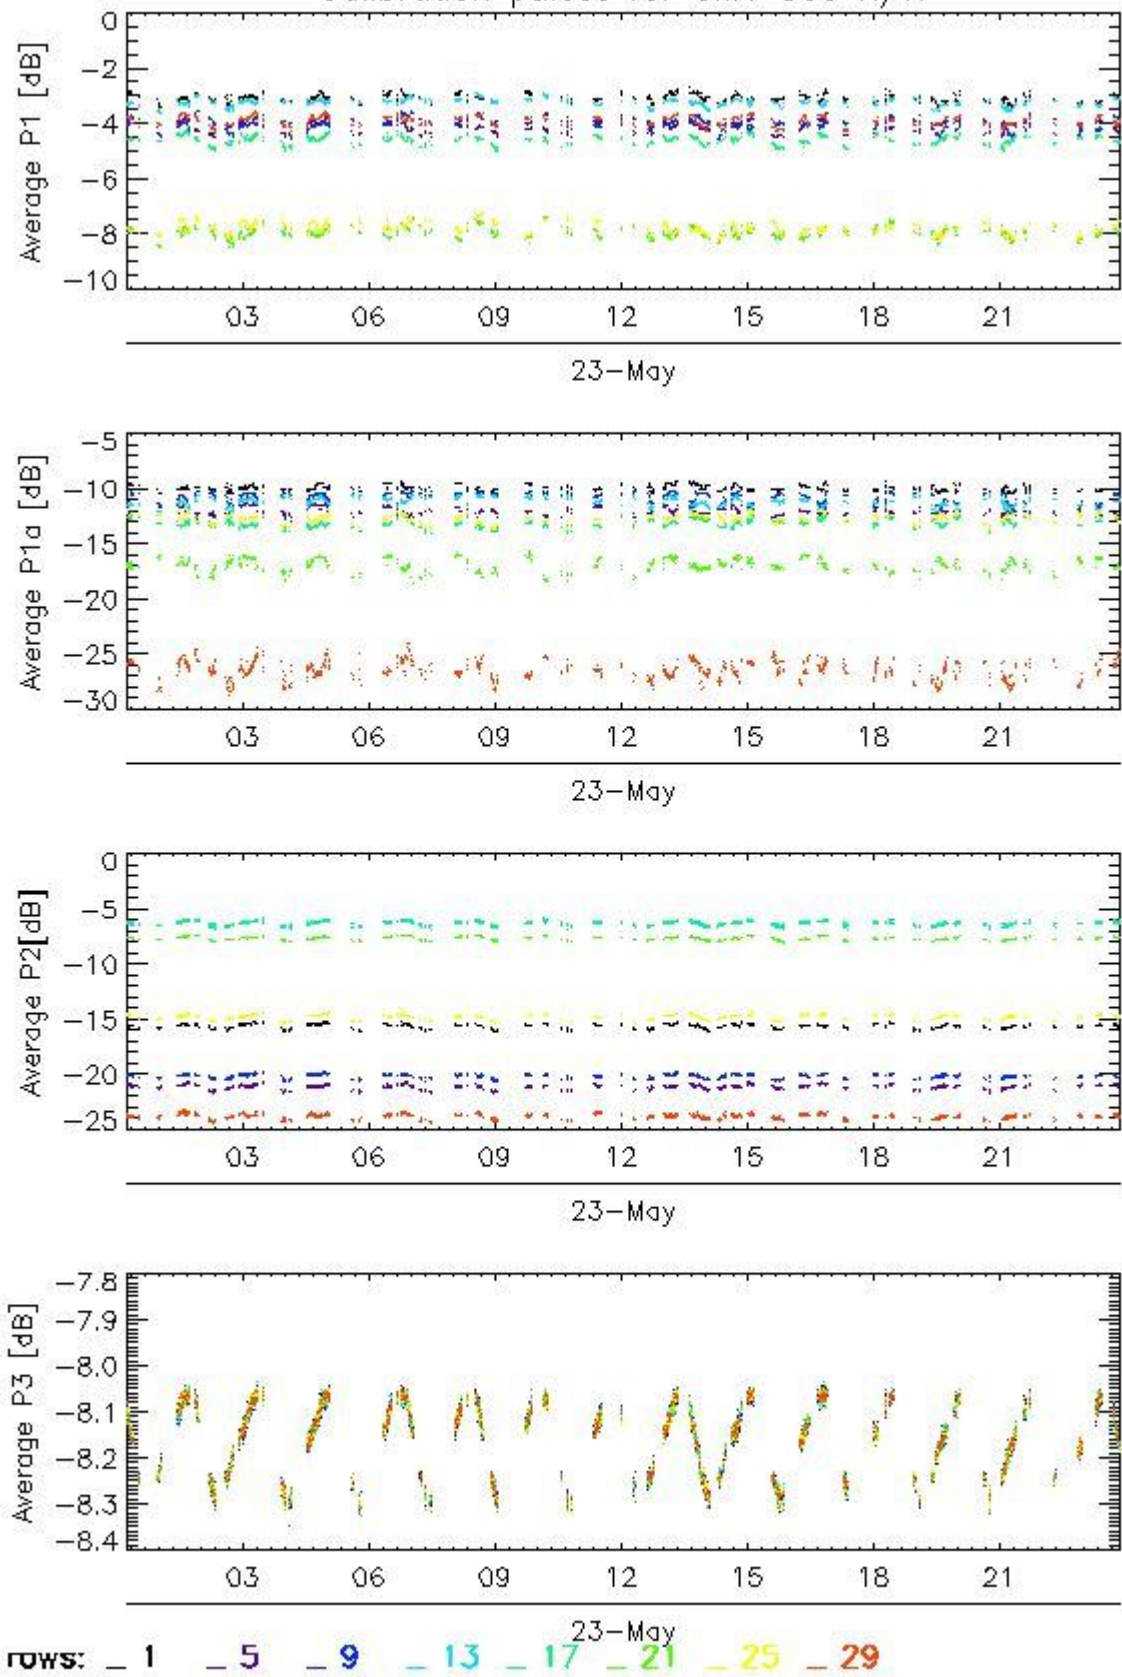 0
-2
-4
-6
-8
-10
Average P1 [dB]
03 06 09 12 15 18 21
23-May
-5
-10
-15
-20
-25
-30
Average P1a [dB]
03 06 09 12 15 18 21
23-May
0
-5
-10
-15
-20
-25
Average P2[dB]
03 06 09 12 15 18 21
23-May
-7.8
-7.9
-8.0
-8.1
-8.2
-8.3
-8.4
Average P3 [dB]
03 06 09 12 15 18 21
23-May
rows: _ 1 _ 5 _ 9 _ 13 _ 17 _ 21 _ 25 _ 29